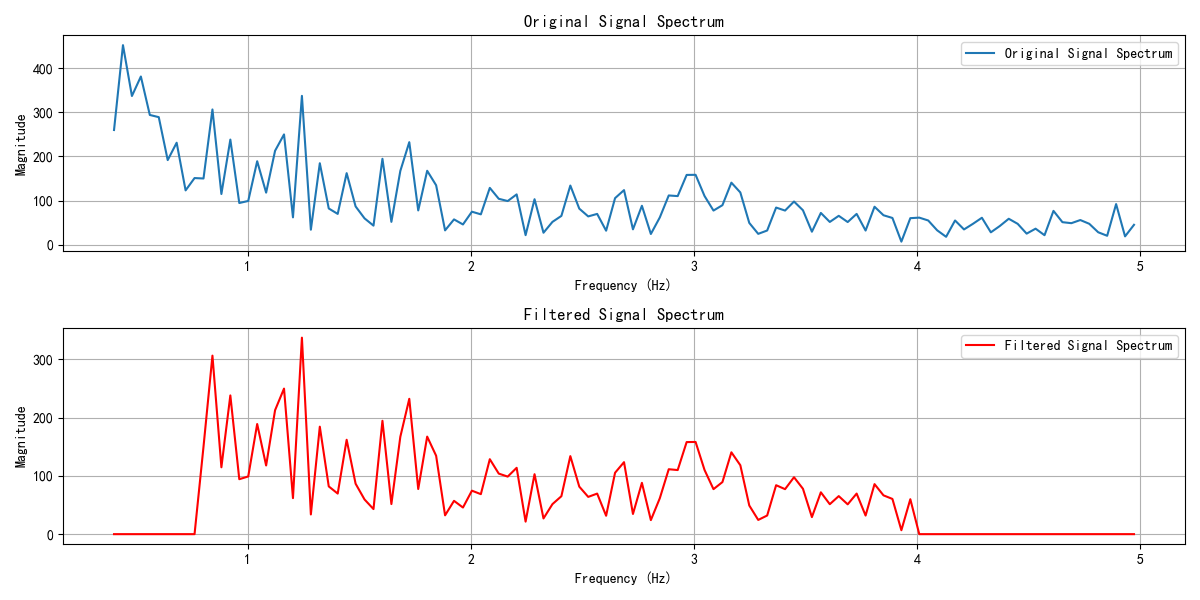 Original Signal Spectrum
Original Signal Spectrum
Magnitude
400
300
200
100
0
1 2 3 4 5
Frequency (Hz)
Filtered Signal Spectrum
Filtered Signal Spectrum
Magnitude
300
200
100
0
1 2 3 4 5
Frequency (Hz)